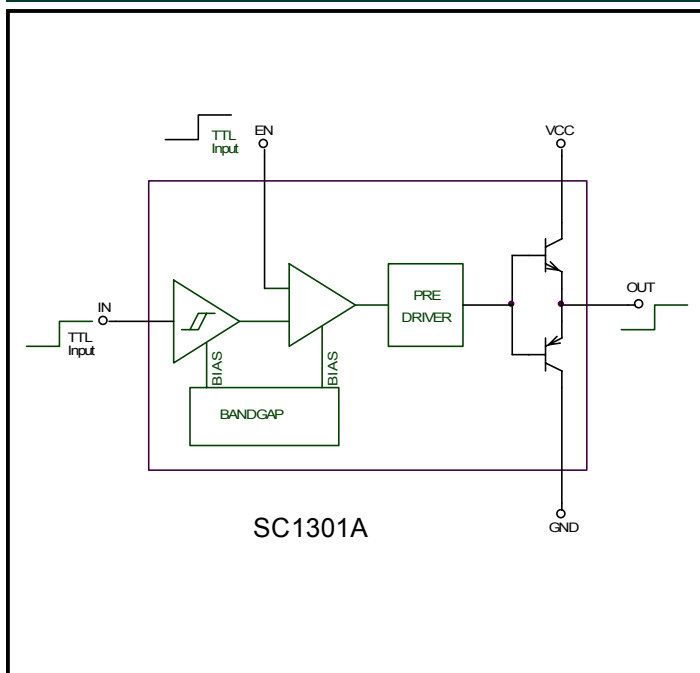 TTL
Input
EN
VCC
IN
TTL
Input
PRE
DRIVER
OUT
BIAS
BIAS
BANDGAP
SC1301A
GND